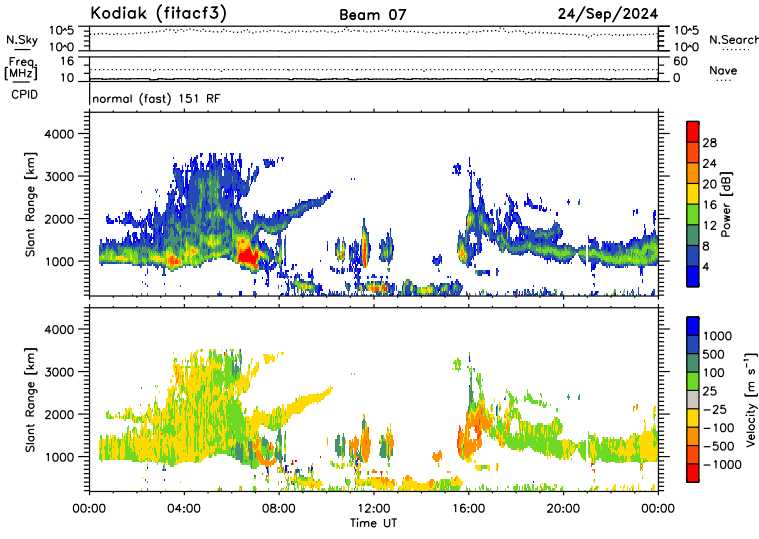 Kodiak (fitacf3) Beam 07 24/Sep/2024
N.Sky 10^5 10^0 10^5 10^0 N.Search
Freq. [MHz] 16 10 60 0 Nave
CPID normal (fast) 151 RF
Slant Range [km] 4000 3000 2000 1000
Power [dB] 28 24 20 16 12 8 4
Slant Range [km] 4000 3000 2000 1000
Velocity [m s⁻¹] 1000 500 100 25 −25 −100 −500 −1000
00:00 04:00 08:00 12:00 16:00 20:00 00:00
Time UT